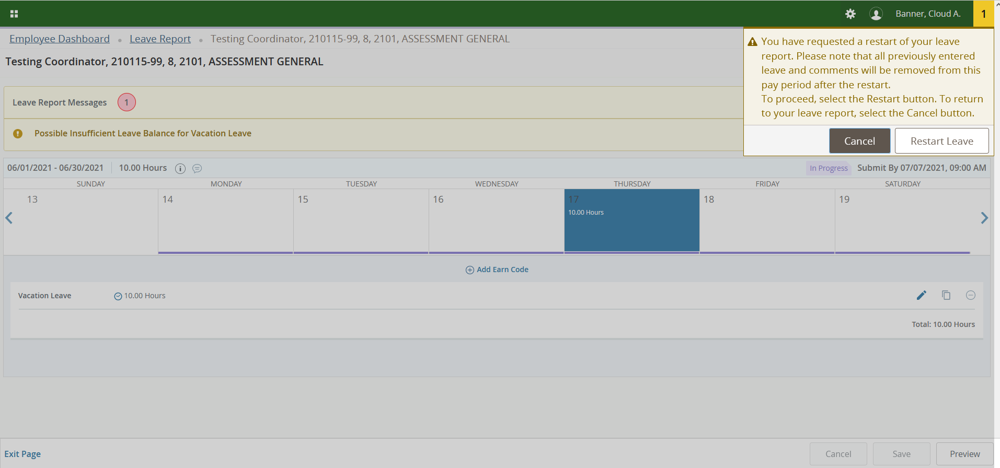 Banner, Cloud A.
1
Employee Dashboard • Leave Report • Testing Coordinator, 210115-99, 8, 2101, ASSESSMENT GENERAL
Testing Coordinator, 210115-99, 8, 2101, ASSESSMENT GENERAL
You have requested a restart of your leave
report. Please note that all previously entered
leave and comments will be removed from this
pay period after the restart.
To proceed, select the Restart button. To return
to your leave report, select the Cancel button.
Cancel
Restart Leave
Leave Report Messages 1
Possible Insufficient Leave Balance for Vacation Leave
06/01/2021 - 06/30/2021 10.00 Hours
In Progress Submit By 07/07/2021, 09:00 AM
SUNDAY MONDAY TUESDAY WEDNESDAY THURSDAY FRIDAY SATURDAY
13 14 15 16 17 18 19
10.00 Hours
Add Earn Code
Vacation Leave 10.00 Hours
Total: 10.00 Hours
Exit Page
Cancel
Save
Preview